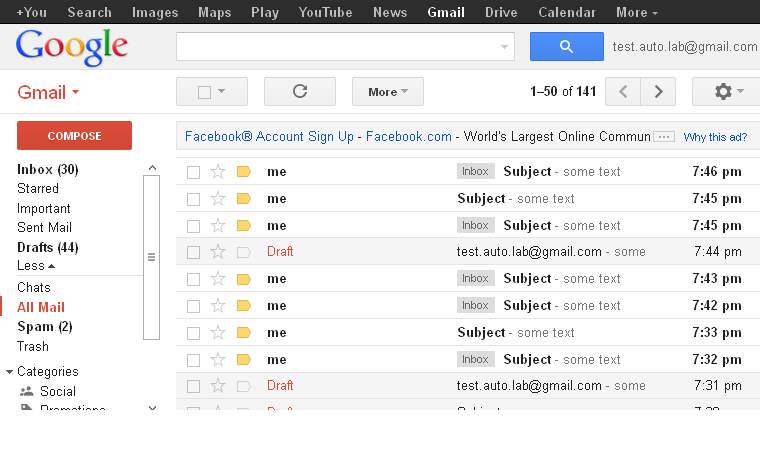 +You Search Images Maps Play YouTube News Gmail Drive Calendar More
Google
test.auto.lab@gmail.com
Gmail
More
1–50 of 141
COMPOSE
Facebook® Account Sign Up - Facebook.com - World's Largest Online Commun ... Why this ad?
Inbox (30)
Starred
Important
Sent Mail
Drafts (44)
Less
Chats
All Mail
Spam (2)
Trash
Categories
Social
Promotions
me Inbox Subject - some text 7:46 pm
me Subject - some text 7:45 pm
me Inbox Subject - some text 7:45 pm
Draft test.auto.lab@gmail.com - some 7:44 pm
me Inbox Subject - some text 7:43 pm
me Inbox Subject - some text 7:42 pm
me Subject - some text 7:33 pm
me Inbox Subject - some text 7:32 pm
Draft test.auto.lab@gmail.com - some 7:31 pm
Draft